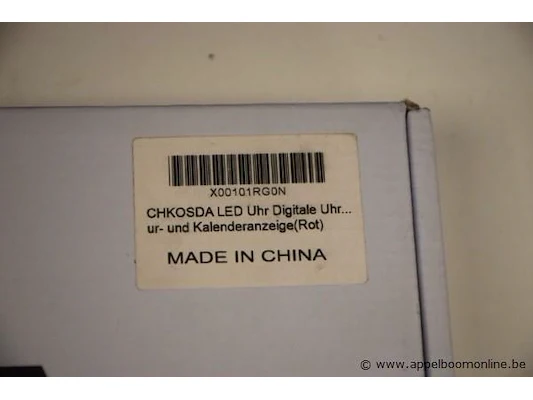 X00101RG0N
CHKOSDA LED Uhr Digitale Uhr...
ur- und Kalenderanzeige(Rot)
MADE IN CHINA
© www.appelboomonline.be